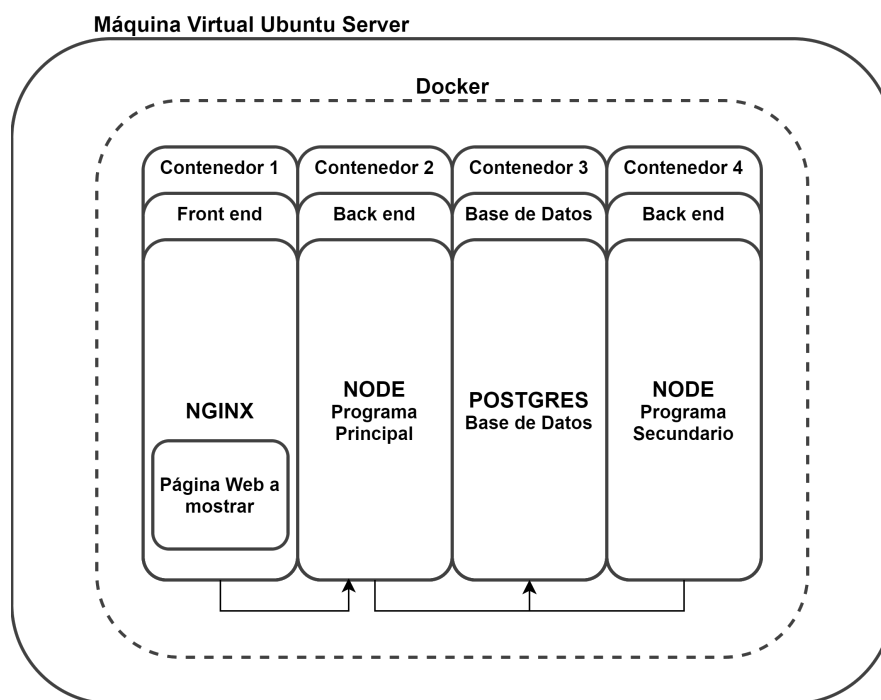 Máquina Virtual Ubuntu Server
Docker
Contenedor 1
Contenedor 2
Contenedor 3
Contenedor 4
Front end
Back end
Base de Datos
Back end
NGINX
Página Web a
mostrar
NODE
Programa
Principal
POSTGRES
Base de Datos
NODE
Programa
Secundario